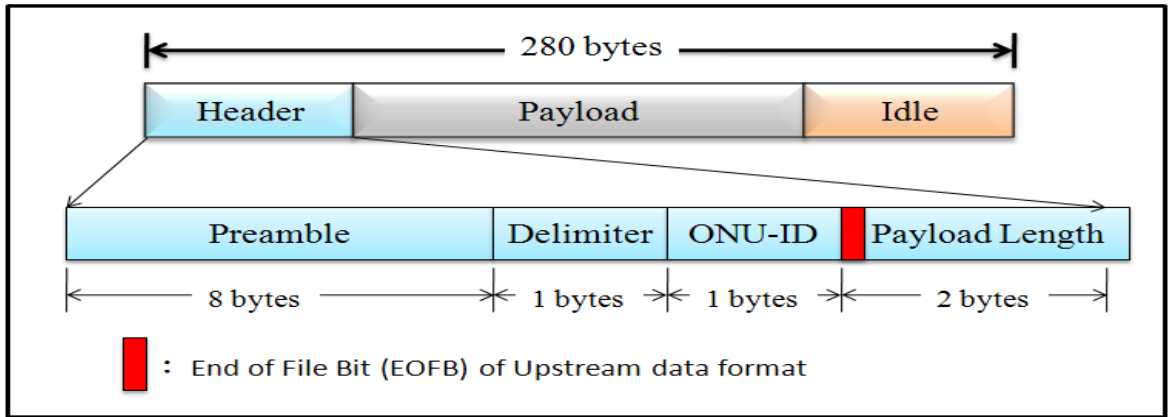 280 bytes
Header Payload Idle
Preamble Delimiter ONU-ID Payload Length
8 bytes 1 bytes 1 bytes 2 bytes
: End of File Bit (EOFB) of Upstream data format